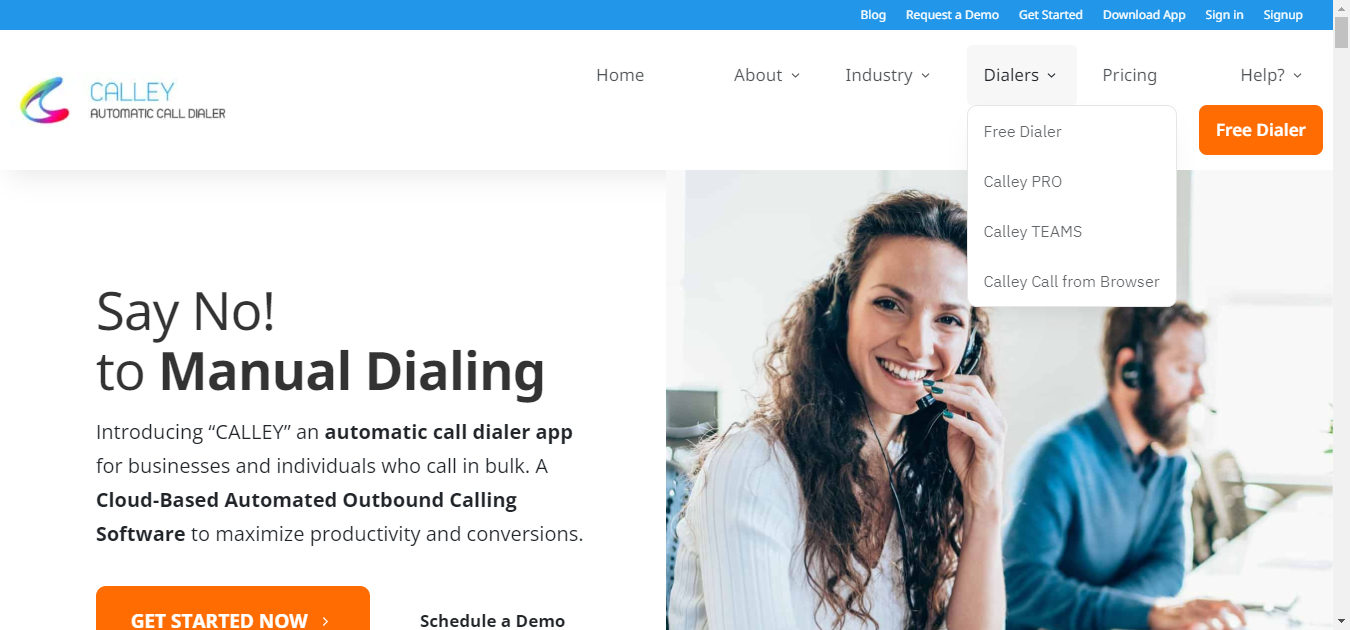 Blog Request a Demo Get Started Download App Sign in Signup
CALLEY
AUTOMATIC CALL DIALER
Home About Industry Dialers Pricing Help?
Free Dialer
Calley PRO
Calley TEAMS
Calley Call from Browser
Free Dialer
Say No!
to Manual Dialing
Introducing “CALLEY” an automatic call dialer app
for businesses and individuals who call in bulk. A
Cloud-Based Automated Outbound Calling
Software to maximize productivity and conversions.
GET STARTED NOW
Schedule a Demo